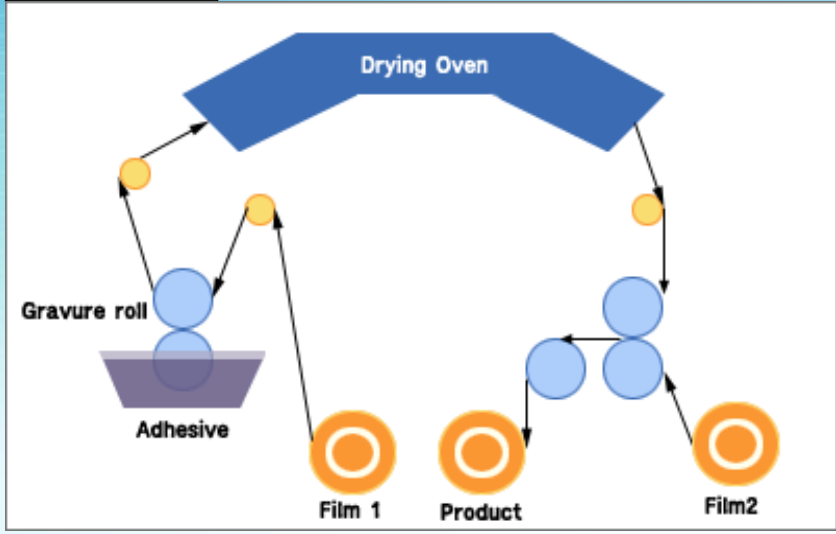 Drying Oven
Gravure roll
Adhesive
Film 1
Product
Film2